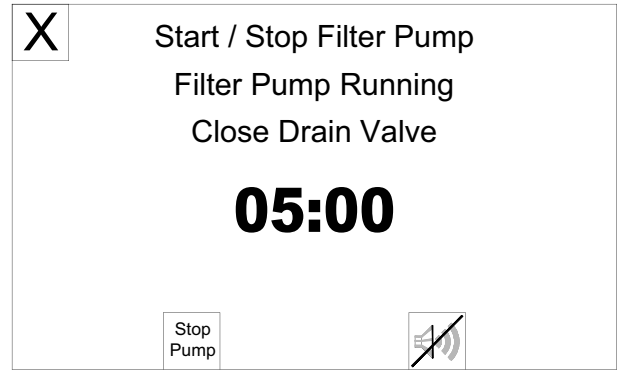 X
Start / Stop Filter Pump
Filter Pump Running
Close Drain Valve
05:00
Stop
Pump